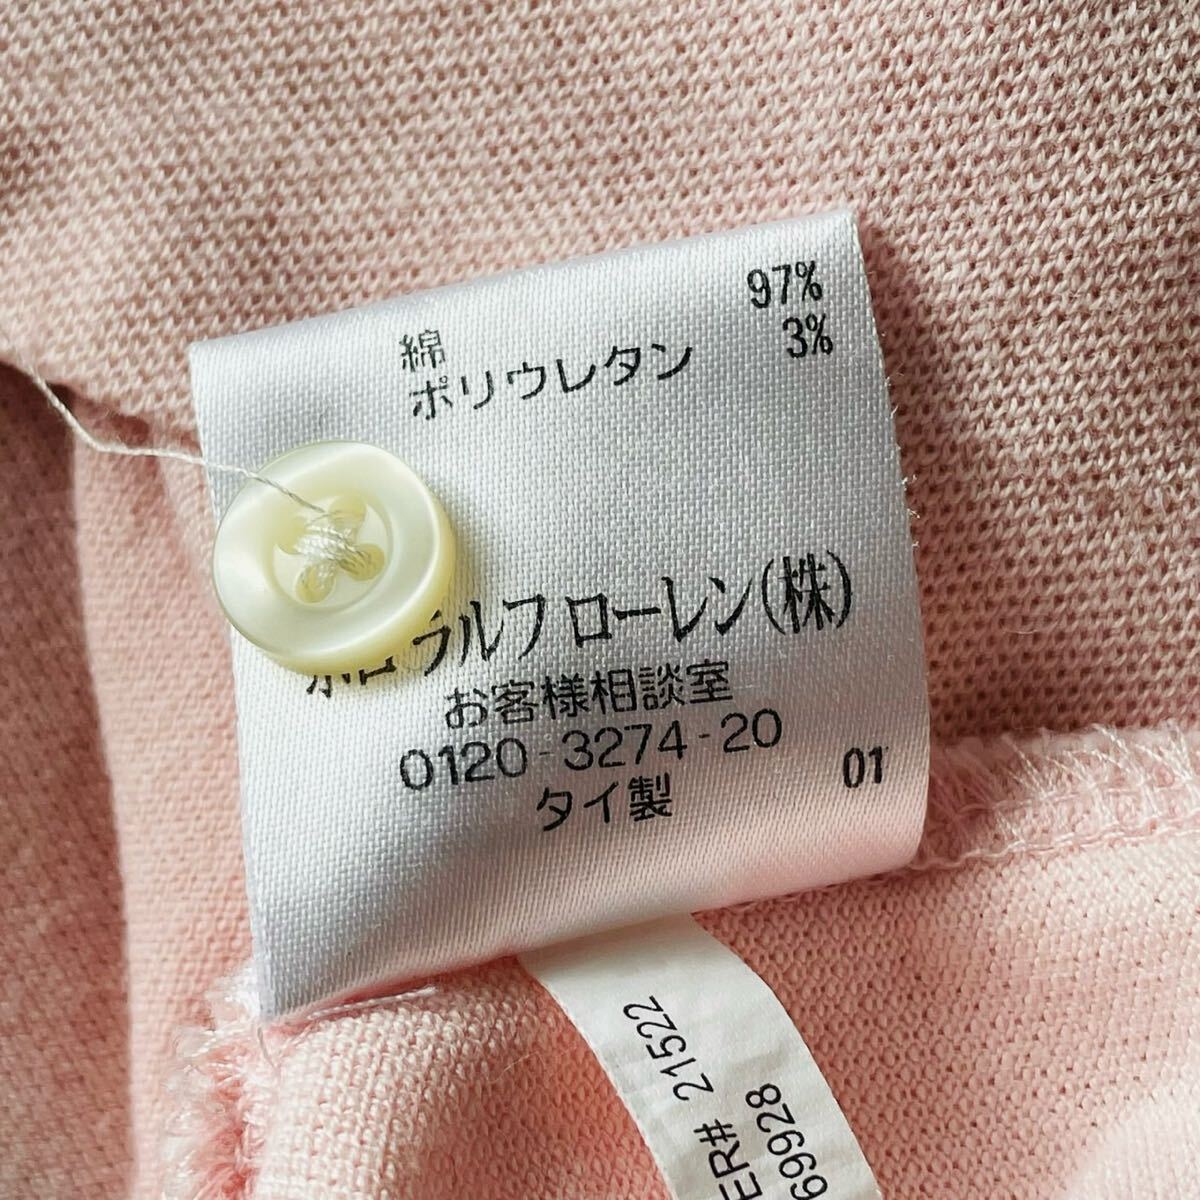 綿 97%
ポリウレタン 3%
ラルフ ローレン(株)
お客様相談室
0120-3274-20
タイ製
01
ER# 21522
69928